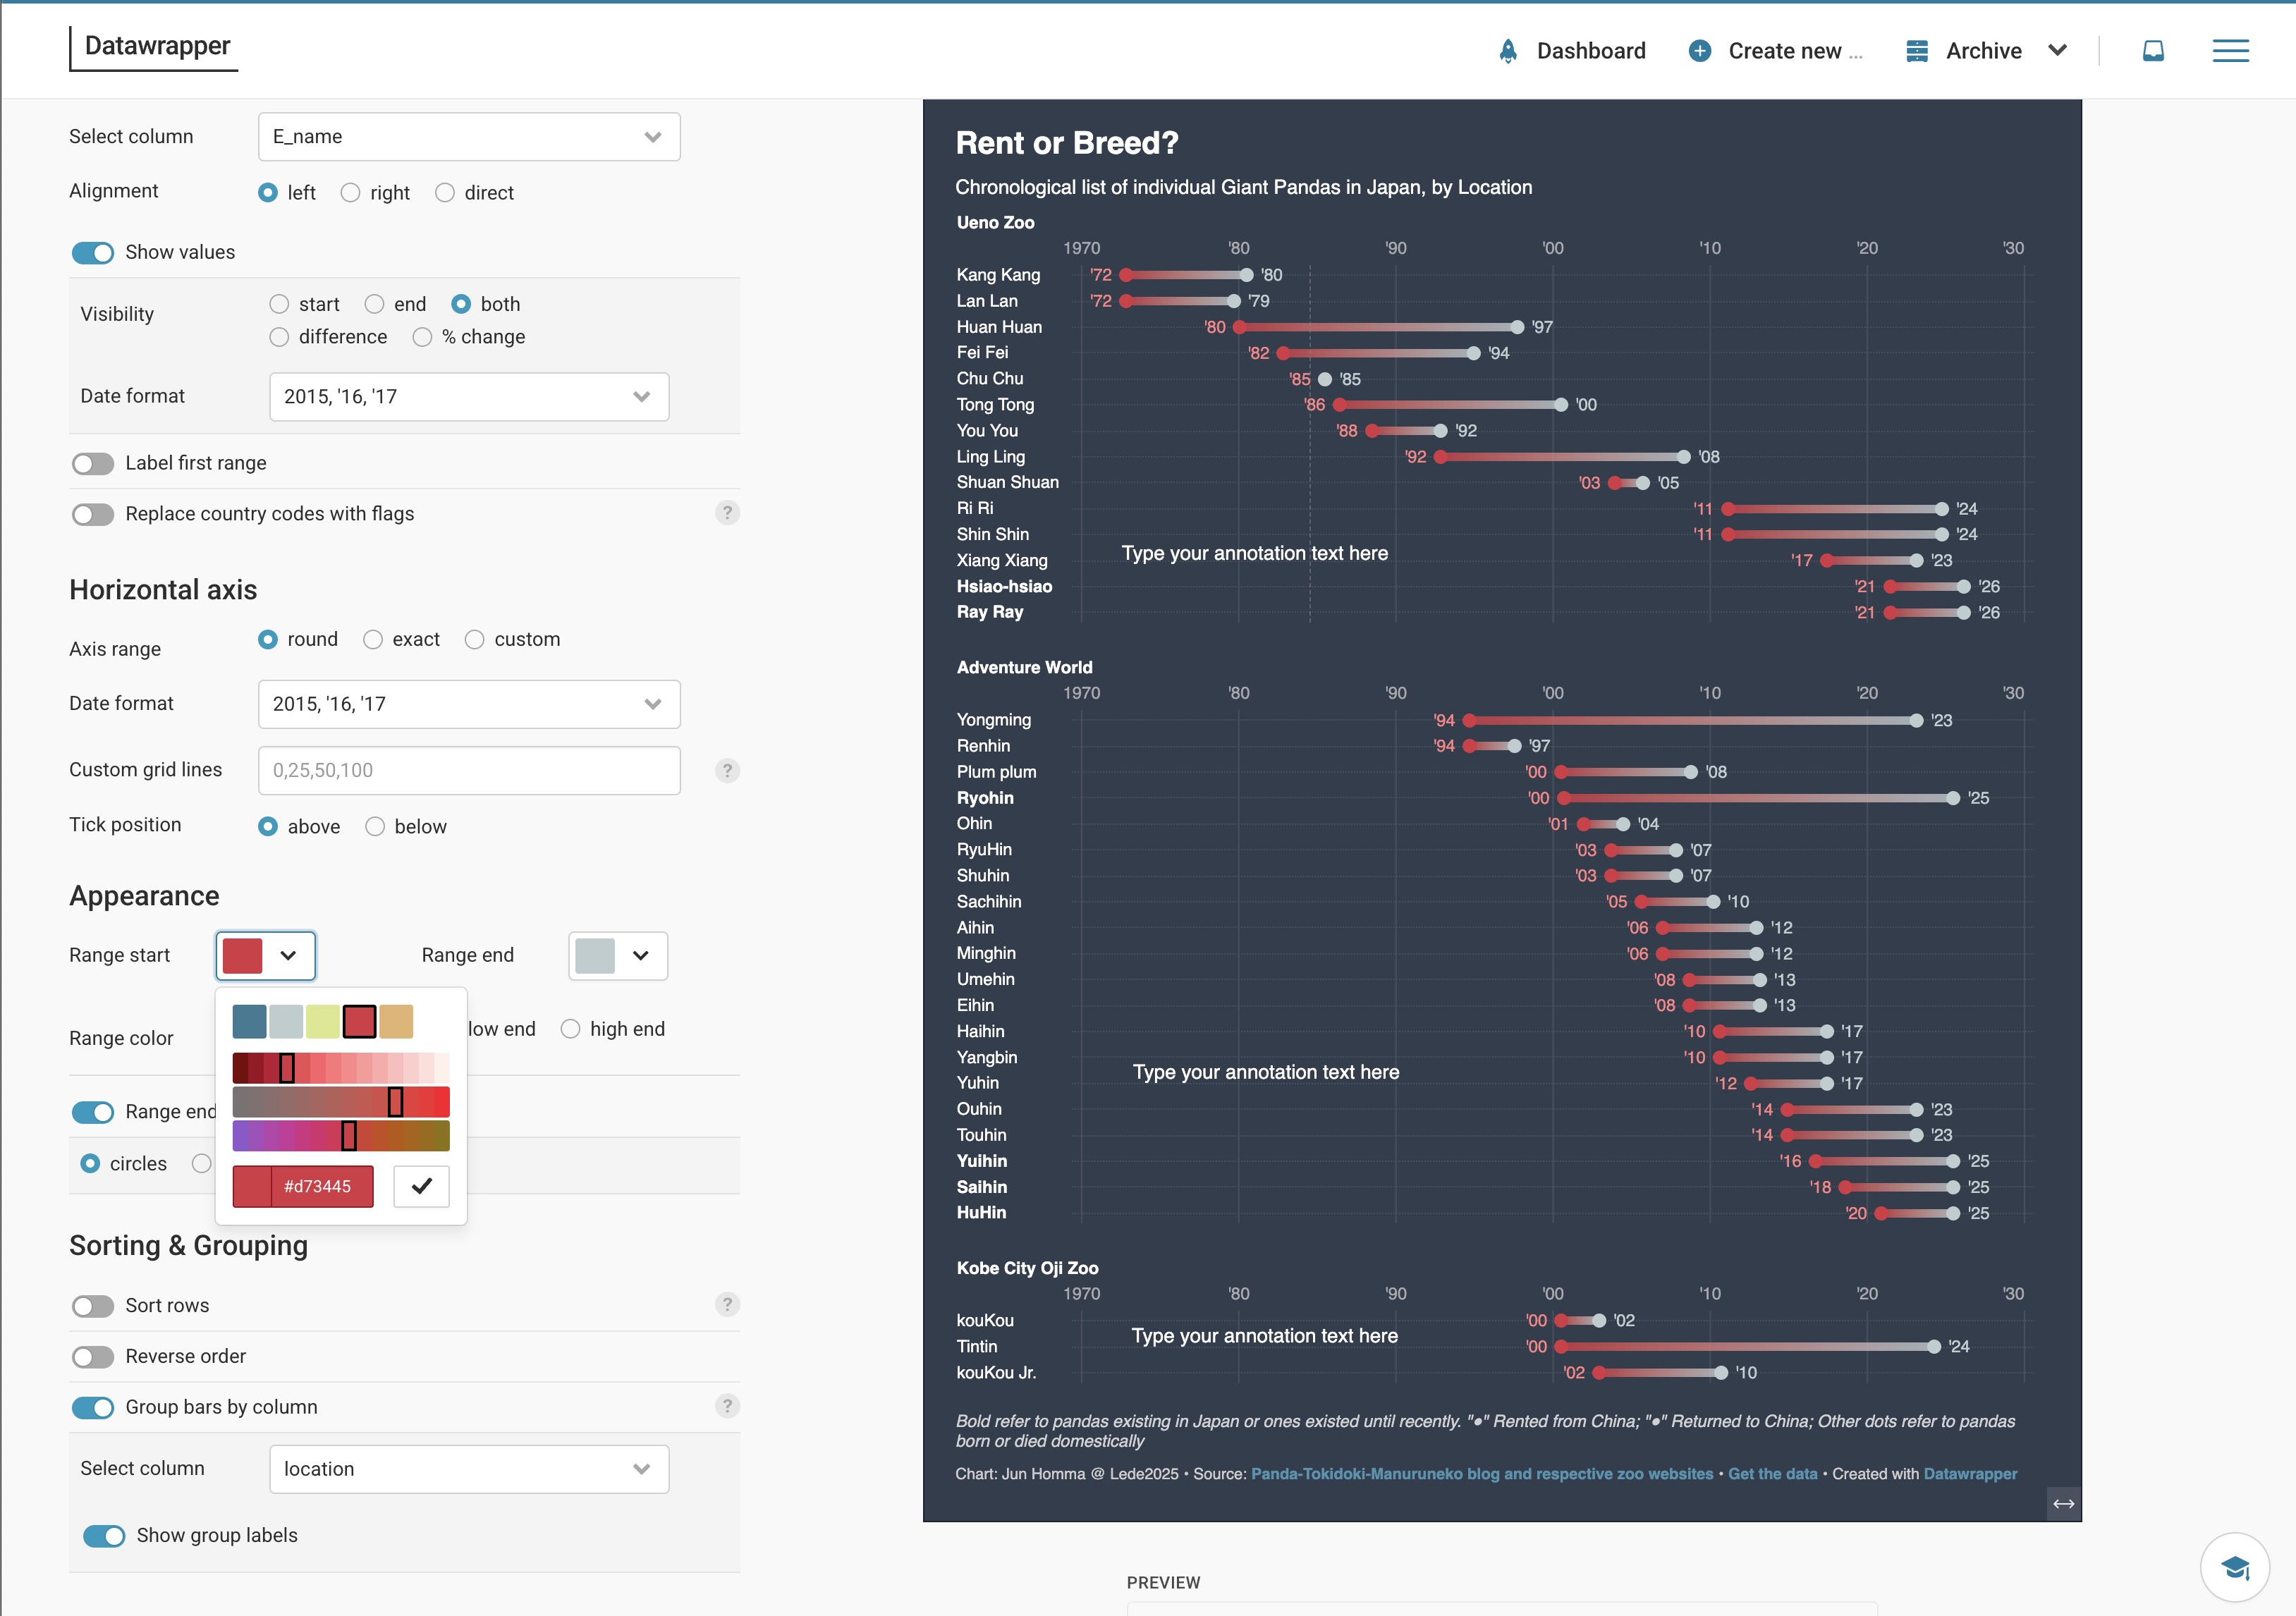 Datawrapper
Dashboard
Create new ...
Archive
Select column
E_name
Alignment
left right direct
Show values
Visibility
start end both
difference % change
Date format
2015, '16, '17
Label first range
Replace country codes with flags
?
Horizontal axis
Axis range
round exact custom
Date format
2015, '16, '17
Custom grid lines
0,25,50,100
?
Tick position
above below
Appearance
Range start
Range end
Range color
low end high end
Range end
circles
#d73445
Sorting & Grouping
Sort rows
?
Reverse order
Group bars by column
?
Select column
location
Show group labels
Rent or Breed?
Chronological list of individual Giant Pandas in Japan, by Location
Ueno Zoo
1970 '80 '90 '00 '10 '20 '30
Kang Kang '72 '80
Lan Lan '72 '79
Huan Huan '80 '97
Fei Fei '82 '94
Chu Chu '85 '85
Tong Tong '86 '00
You You '88 '92
Ling Ling '92 '08
Shuan Shuan '03 '05
Ri Ri '11 '24
Shin Shin '11 '24
Type your annotation text here
Xiang Xiang '17 '23
Hsiao-hsiao '21 '26
Ray Ray '21 '26
Adventure World
1970 '80 '90 '00 '10 '20 '30
Yongming '94 '23
Renhin '94 '97
Plum plum '00 '08
Ryohin '00 '25
Ohin '01 '04
RyuHin '03 '07
Shuhin '03 '07
Sachihin '05 '10
Aihin '06 '12
Minghin '06 '12
Umehin '08 '13
Eihin '08 '13
Haihin '10 '17
Yangbin '10 '17
Type your annotation text here
Yuhin '12 '17
Ouhin '14 '23
Touhin '14 '23
Yuihin '16 '25
Saihin '18 '25
HuHin '20 '25
Kobe City Oji Zoo
1970 '80 '90 '00 '10 '20 '30
kouKou '00 '02
Type your annotation text here
Tintin '00 '24
kouKou Jr. '02 '10
Bold refer to pandas existing in Japan or ones existed until recently. "●" Rented from China; "●" Returned to China; Other dots refer to pandas
born or died domestically
Chart: Jun Homma @ Lede2025 • Source: Panda-Tokidoki-Manuruneko blog and respective zoo websites • Get the data • Created with Datawrapper
PREVIEW